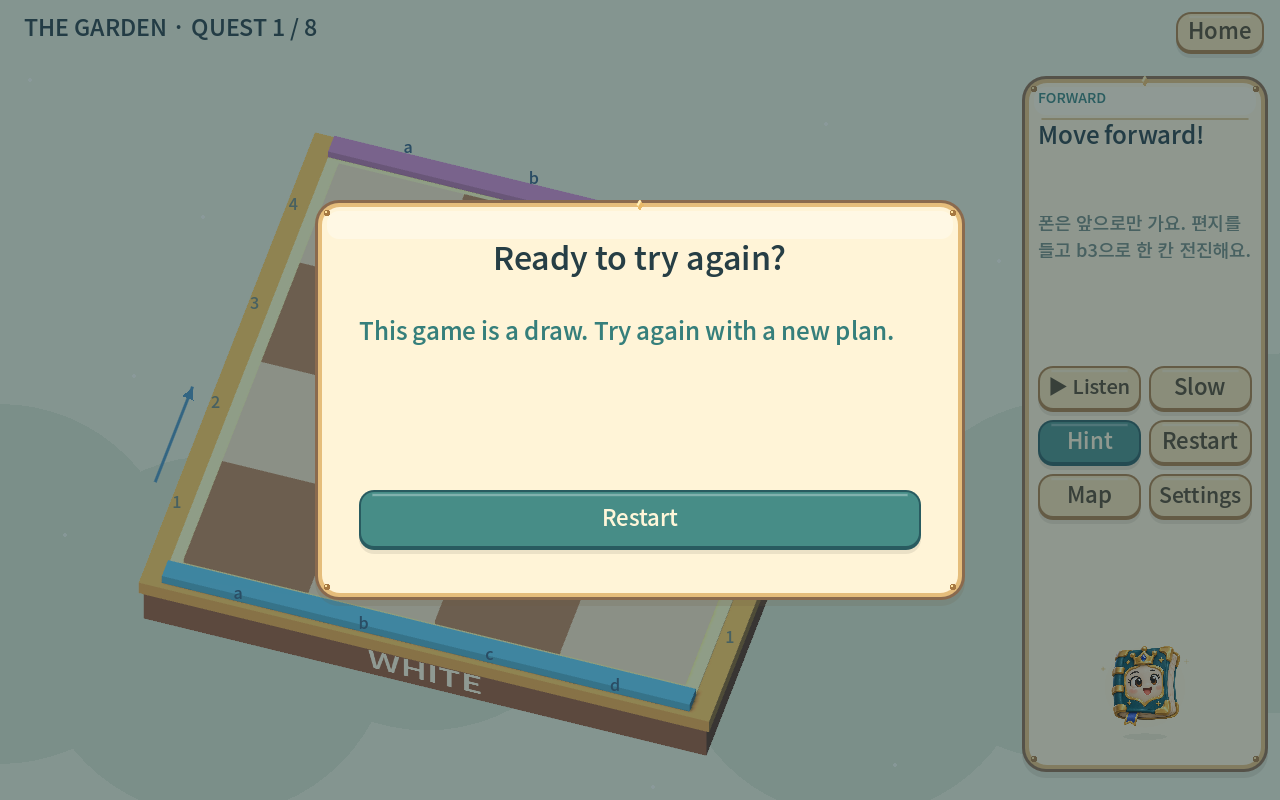 THE GARDEN · QUEST 1 / 8
Home
FORWARD
Move forward!
폰은 앞으로만 가요. 편지를
들고 b3으로 한 칸 전진해요.
▶ Listen
Slow
Hint
Restart
Map
Settings
a
b
4
3
2
1
Ready to try again?
This game is a draw. Try again with a new plan.
Restart
a
b
c
d
1
WHITE